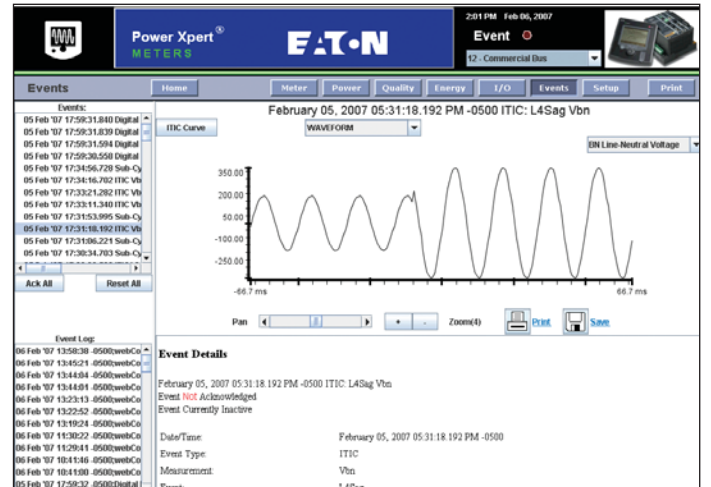 2:01 PM Feb 06, 2007
Power Xpert®
METERS
EATON
Event
12 - Commercial Bus
Events
Home
Meter
Power
Quality
Energy
I/O
Events
Setup
Print
Events:
05 Feb '07 17:59:31.840 Digital
05 Feb '07 17:59:31.839 Digital
05 Feb '07 17:59:31.594 Digital
05 Feb '07 17:59:30.550 Digital
05 Feb '07 17:34:56.728 Sub-Cy
05 Feb '07 17:34:16.702 ITIC Vb
05 Feb '07 17:33:21.282 ITIC Vb
05 Feb '07 17:33:11.340 ITIC Vb
05 Feb '07 17:31:53.995 Sub-Cy
05 Feb '07 17:31:18.192 ITIC Vb
05 Feb '07 17:31:06.221 Sub-Cy
05 Feb '07 17:30:34.703 Sub-Cy
Ack All
Reset All
February 05, 2007 05:31:18.192 PM -0500 ITIC: L4Sag Vbn
ITIC Curve
WAVEFORM
BN Line-Neutral Voltage
350.00
200.00
50.00
-100.00
-250.00
-66.7 ms
66.7 ms
Pan
+
-
Zoom(4)
Print
Save
Event Log:
06 Feb '07 13:58:38 -0500;webCo
06 Feb '07 13:45:21 -0500;webCo
06 Feb '07 13:44:04 -0500;webCo
06 Feb '07 13:44:01 -0500;webCo
06 Feb '07 13:23:13 -0500;webCo
06 Feb '07 13:22:52 -0500;webCo
06 Feb '07 13:19:24 -0500;webCo
06 Feb '07 11:30:22 -0500;webCo
06 Feb '07 11:29:41 -0500;webCo
06 Feb '07 10:41:46 -0500;webCo
06 Feb '07 10:41:00 -0500;webCo
05 Feb '07 17:59:32 -0500;Digital
Event Details
February 05, 2007 05:31:18.192 PM -0500 ITIC: L4Sag Vbn
Event Not Acknowledged
Event Currently Inactive
Date/Time: February 05, 2007 05:31:18.192 PM -0500
Event Type: ITIC
Measurement: Vbn
Event: L4Sag